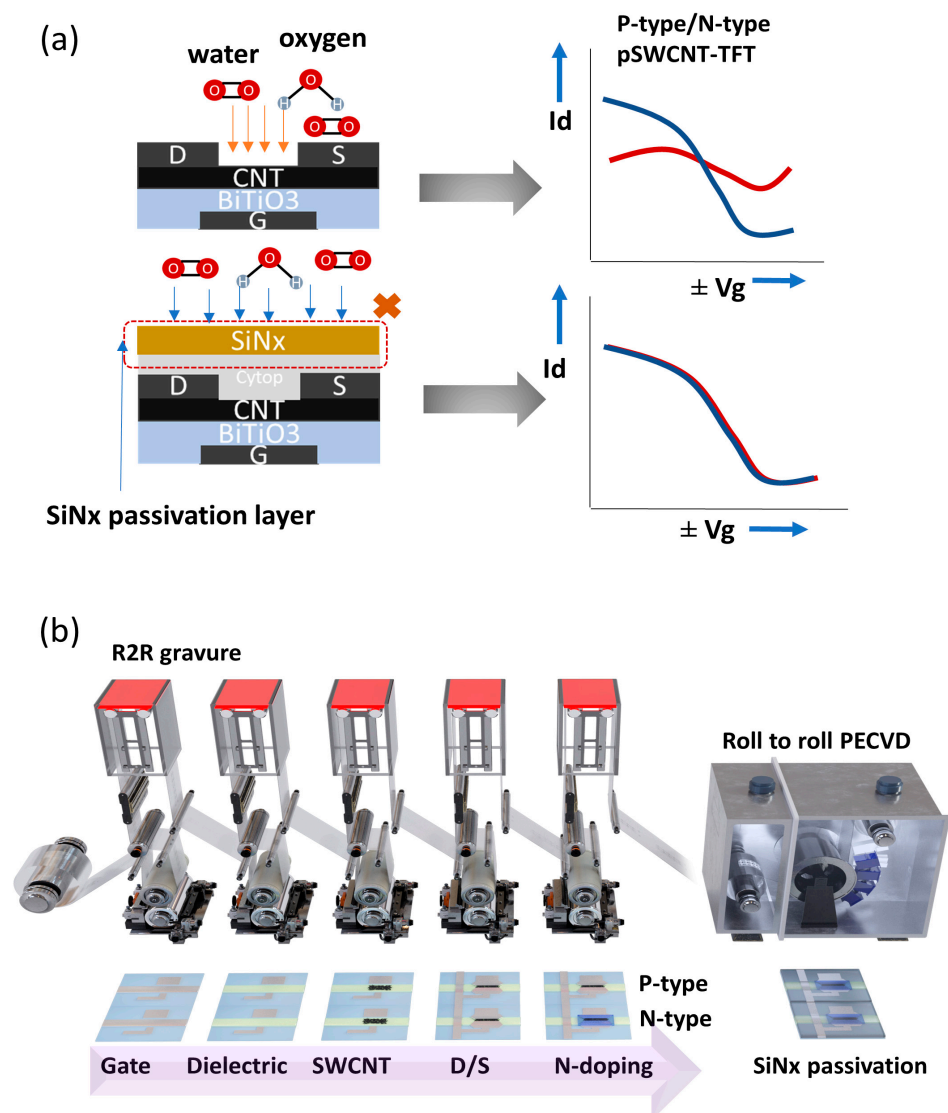 (a)
water
oxygen
O O
O
H H
O O
D
S
CNT
BiTiO3
G
P-type/N-type
pSWCNT-TFT
Id
± Vg
O O
O
H H
O O
SiNx
Cytop
D
S
CNT
BiTiO3
G
SiNx passivation layer
Id
± Vg
(b)
R2R gravure
Roll to roll PECVD
P-type
N-type
Gate
Dielectric
SWCNT
D/S
N-doping
SiNx passivation